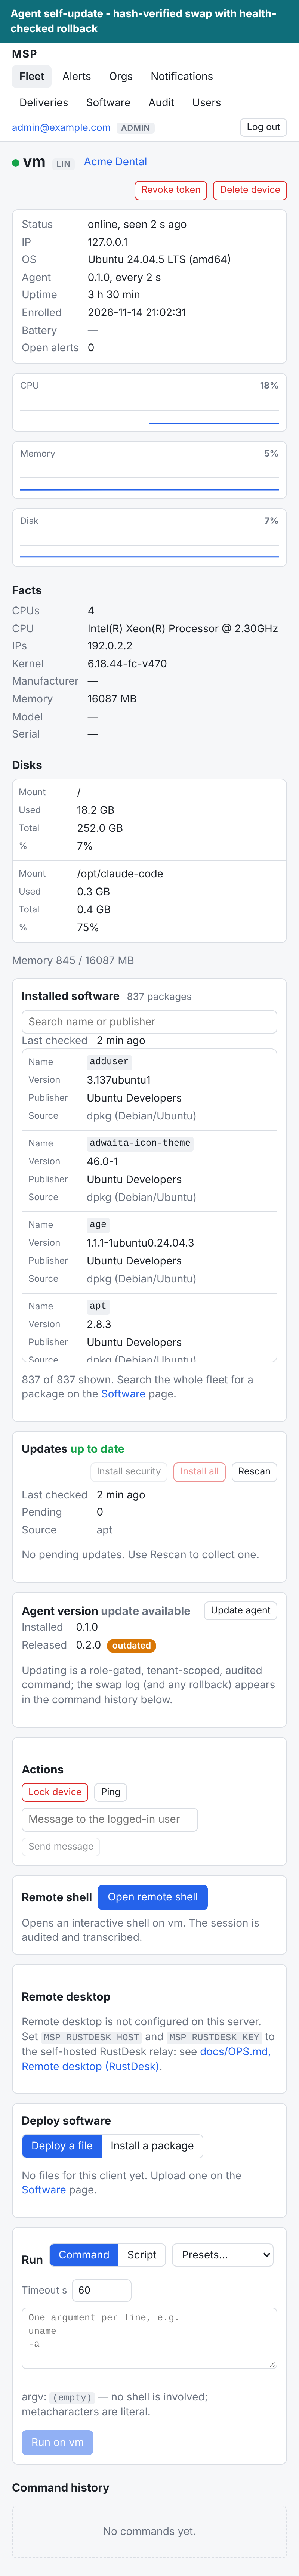 Agent self-update - hash-verified swap with health-
checked rollback
MSP
Fleet Alerts Orgs Notifications
Deliveries Software Audit Users
admin@example.com ADMIN Log out
vm LIN Acme Dental
Revoke token Delete device
Status online, seen 2 s ago
IP 127.0.0.1
OS Ubuntu 24.04.5 LTS (amd64)
Agent 0.1.0, every 2 s
Uptime 3 h 30 min
Enrolled 2026-11-14 21:02:31
Battery —
Open alerts 0
CPU 18%
Memory 5%
Disk 7%
Facts
CPUs 4
CPU Intel(R) Xeon(R) Processor @ 2.30GHz
IPs 192.0.2.2
Kernel 6.18.44-fc-v470
Manufacturer —
Memory 16087 MB
Model —
Serial —
Disks
Mount /
Used 18.2 GB
Total 252.0 GB
% 7%
Mount /opt/claude-code
Used 0.3 GB
Total 0.4 GB
% 75%
Memory 845 / 16087 MB
Installed software 837 packages
Search name or publisher
Last checked 2 min ago
Name adduser
Version 3.137ubuntu1
Publisher Ubuntu Developers
Source dpkg (Debian/Ubuntu)
Name adwaita-icon-theme
Version 46.0-1
Publisher Ubuntu Developers
Source dpkg (Debian/Ubuntu)
Name age
Version 1.1.1-1ubuntu0.24.04.3
Publisher Ubuntu Developers
Source dpkg (Debian/Ubuntu)
Name apt
Version 2.8.3
Publisher Ubuntu Developers
Source dpkg (Debian/Ubuntu)
837 of 837 shown. Search the whole fleet for a
package on the Software page.
Updates up to date
Install security Install all Rescan
Last checked 2 min ago
Pending 0
Source apt
No pending updates. Use Rescan to collect one.
Agent version update available Update agent
Installed 0.1.0
Released 0.2.0 outdated
Updating is a role-gated, tenant-scoped, audited
command; the swap log (and any rollback) appears
in the command history below.
Actions
Lock device Ping
Message to the logged-in user
Send message
Remote shell Open remote shell
Opens an interactive shell on vm. The session is
audited and transcribed.
Remote desktop
Remote desktop is not configured on this server.
Set MSP_RUSTDESK_HOST and MSP_RUSTDESK_KEY to
the self-hosted RustDesk relay: see docs/OPS.md,
Remote desktop (RustDesk).
Deploy software
Deploy a file Install a package
No files for this client yet. Upload one on the
Software page.
Run Command Script Presets...
Timeout s 60
One argument per line, e.g.
uname
-a
argv: (empty) — no shell is involved;
metacharacters are literal.
Run on vm
Command history
No commands yet.